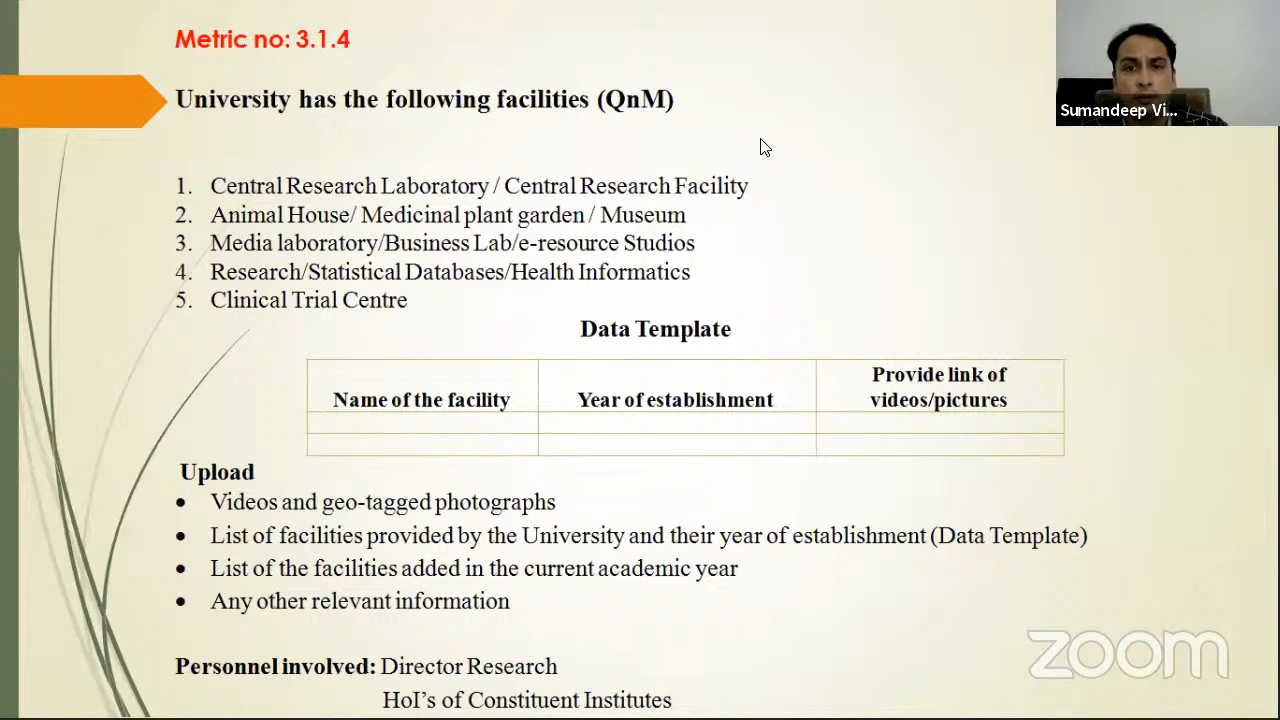 Metric no: 3.1.4
University has the following facilities (QnM)
Sumandeep Vi...
1. Central Research Laboratory / Central Research Facility
2. Animal House/ Medicinal plant garden / Museum
3. Media laboratory/Business Lab/e-resource Studios
4. Research/Statistical Databases/Health Informatics
5. Clinical Trial Centre
Data Template
Name of the facility Year of establishment Provide link of
videos/pictures
Upload
• Videos and geo-tagged photographs
• List of facilities provided by the University and their year of establishment (Data Template)
• List of the facilities added in the current academic year
• Any other relevant information
Personnel involved: Director Research
HoI’s of Constituent Institutes
zoom